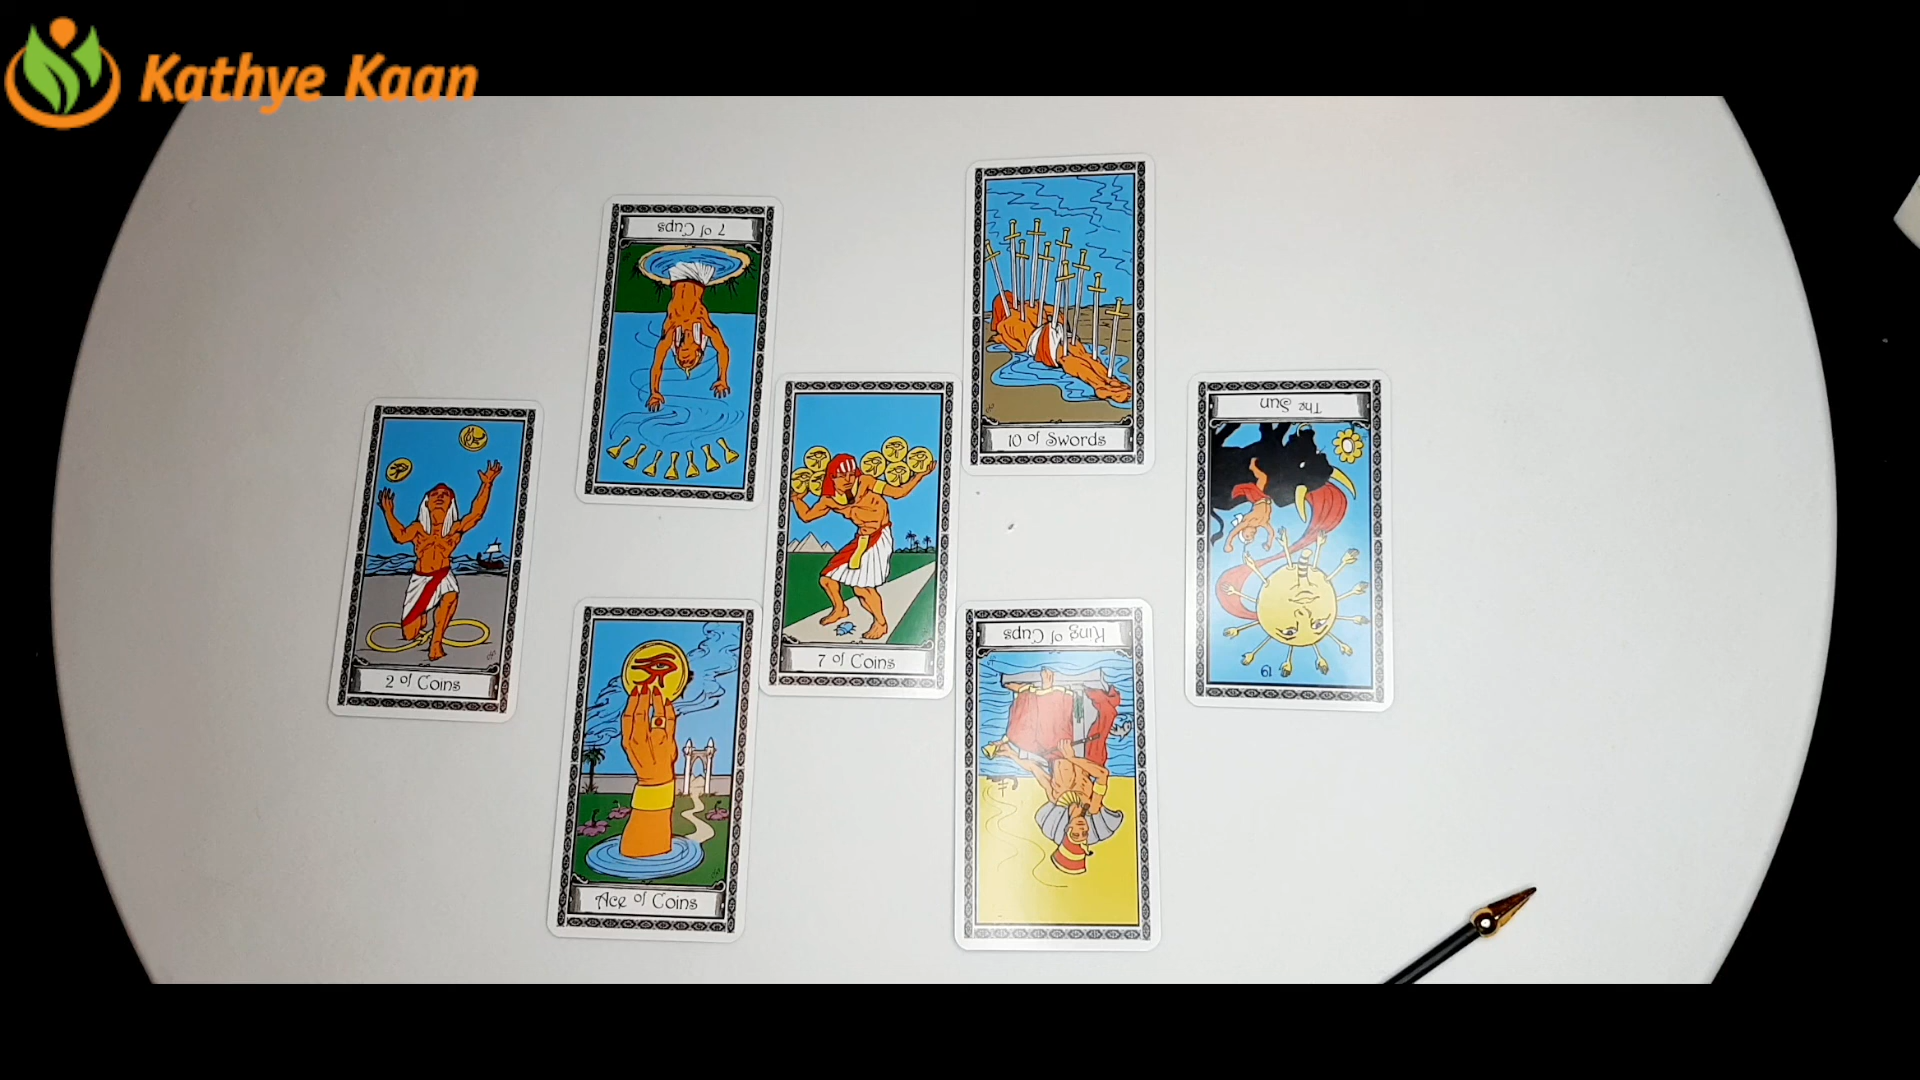 Kathye Kaan
7 of Cups
10 of Swords
2 of Coins
7 of Coins
The Sun
19
Ace of Coins
King of Cups